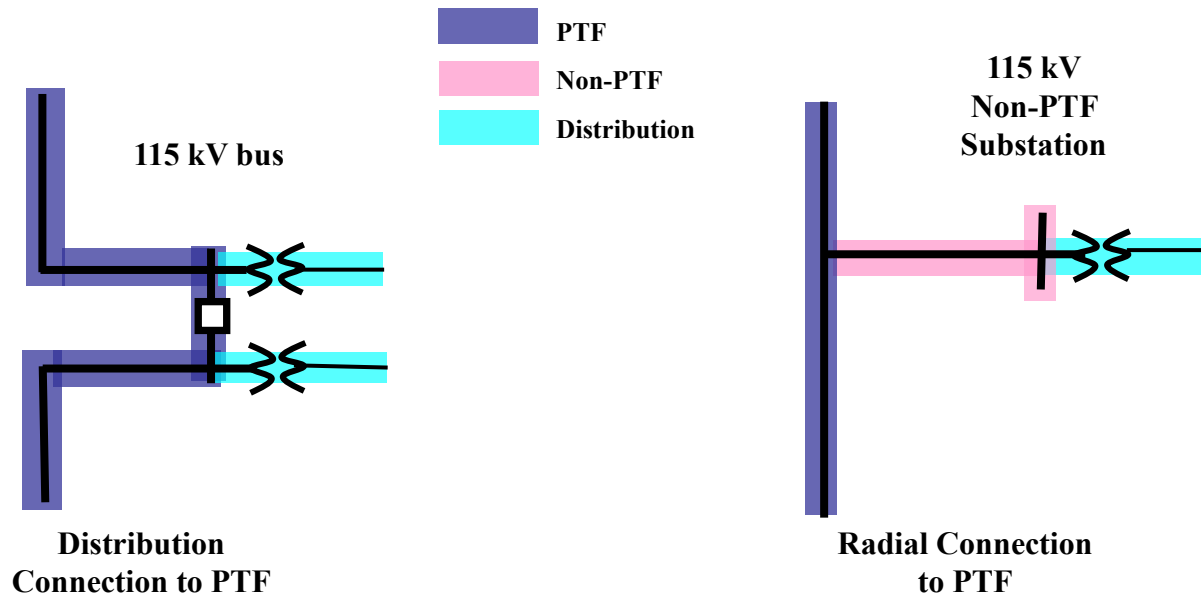 PTF
Non-PTF
Distribution
115 kV bus
115 kV
Non-PTF
Substation
Distribution
Connection to PTF
Radial Connection
to PTF